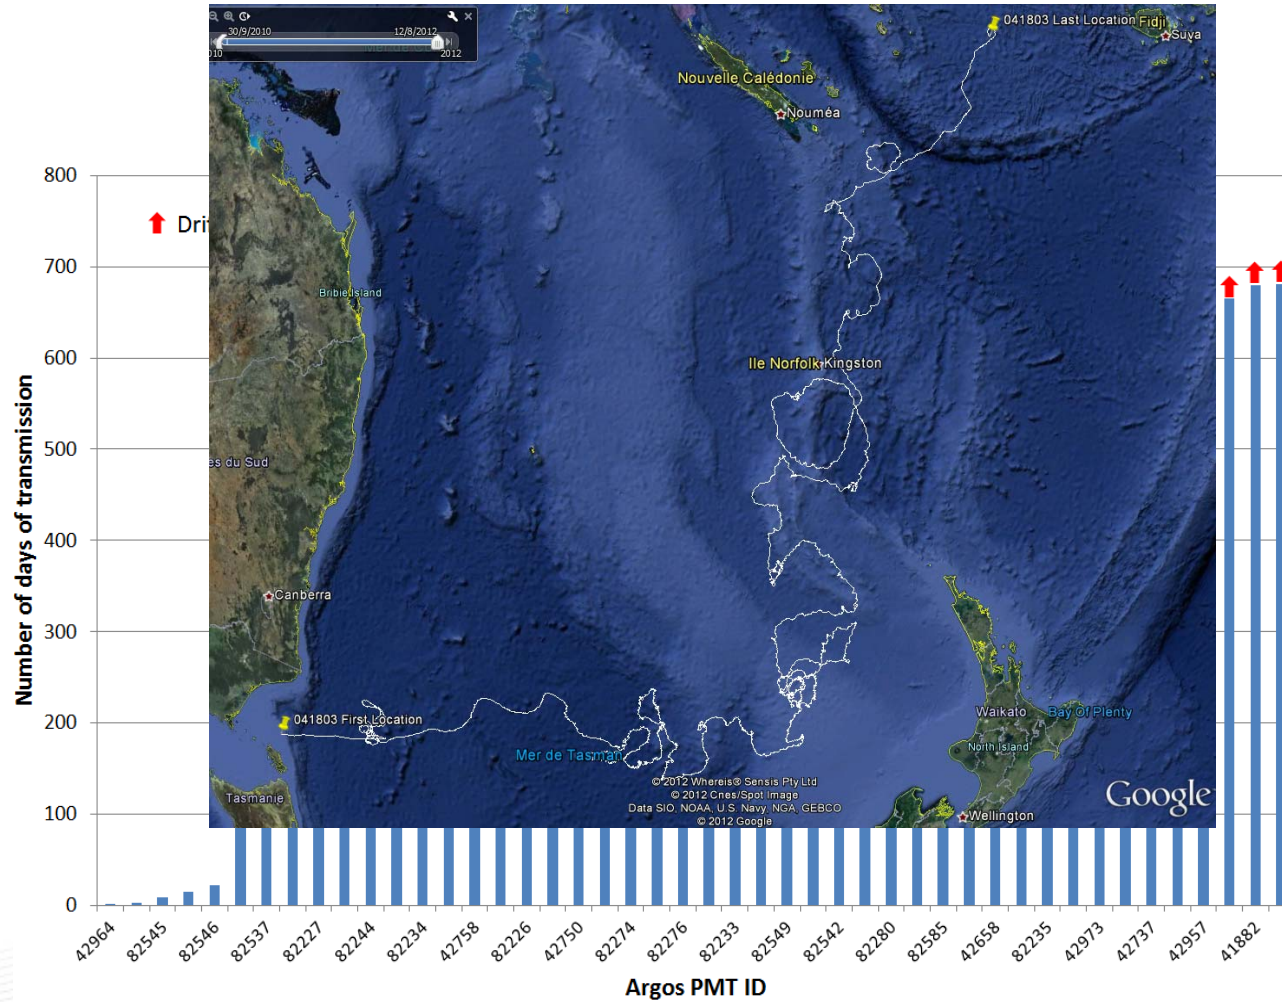 30/9/2010 12/8/2012
2012
041803 Last Location
Fidji
Suva
Nouvelle Calédonie
Nouméa
800
Dri
700
Bribie Island
600
Ile Norfolk
Kingston
500
es du Sud
400
Canberra
300
200
041803 First Location
Waikato
Bay Of Plenty
North Island
Mer de Tasman
© 2012 Whereis® Sensis Pty Ltd
© 2012 Cnes/Spot Image
Data SIO, NOAA, U.S. Navy, NGA, GEBCO
© 2012 Google
Google
Tasmanie
Wellington
100
0
Number of days of transmission
42964 82545 82546 82537 82227 82244 82234 42758 82226 42750 82274 82276 82233 82549 82542 82280 82585 42658 82235 42973 42737 42957 41882
Argos PMT ID